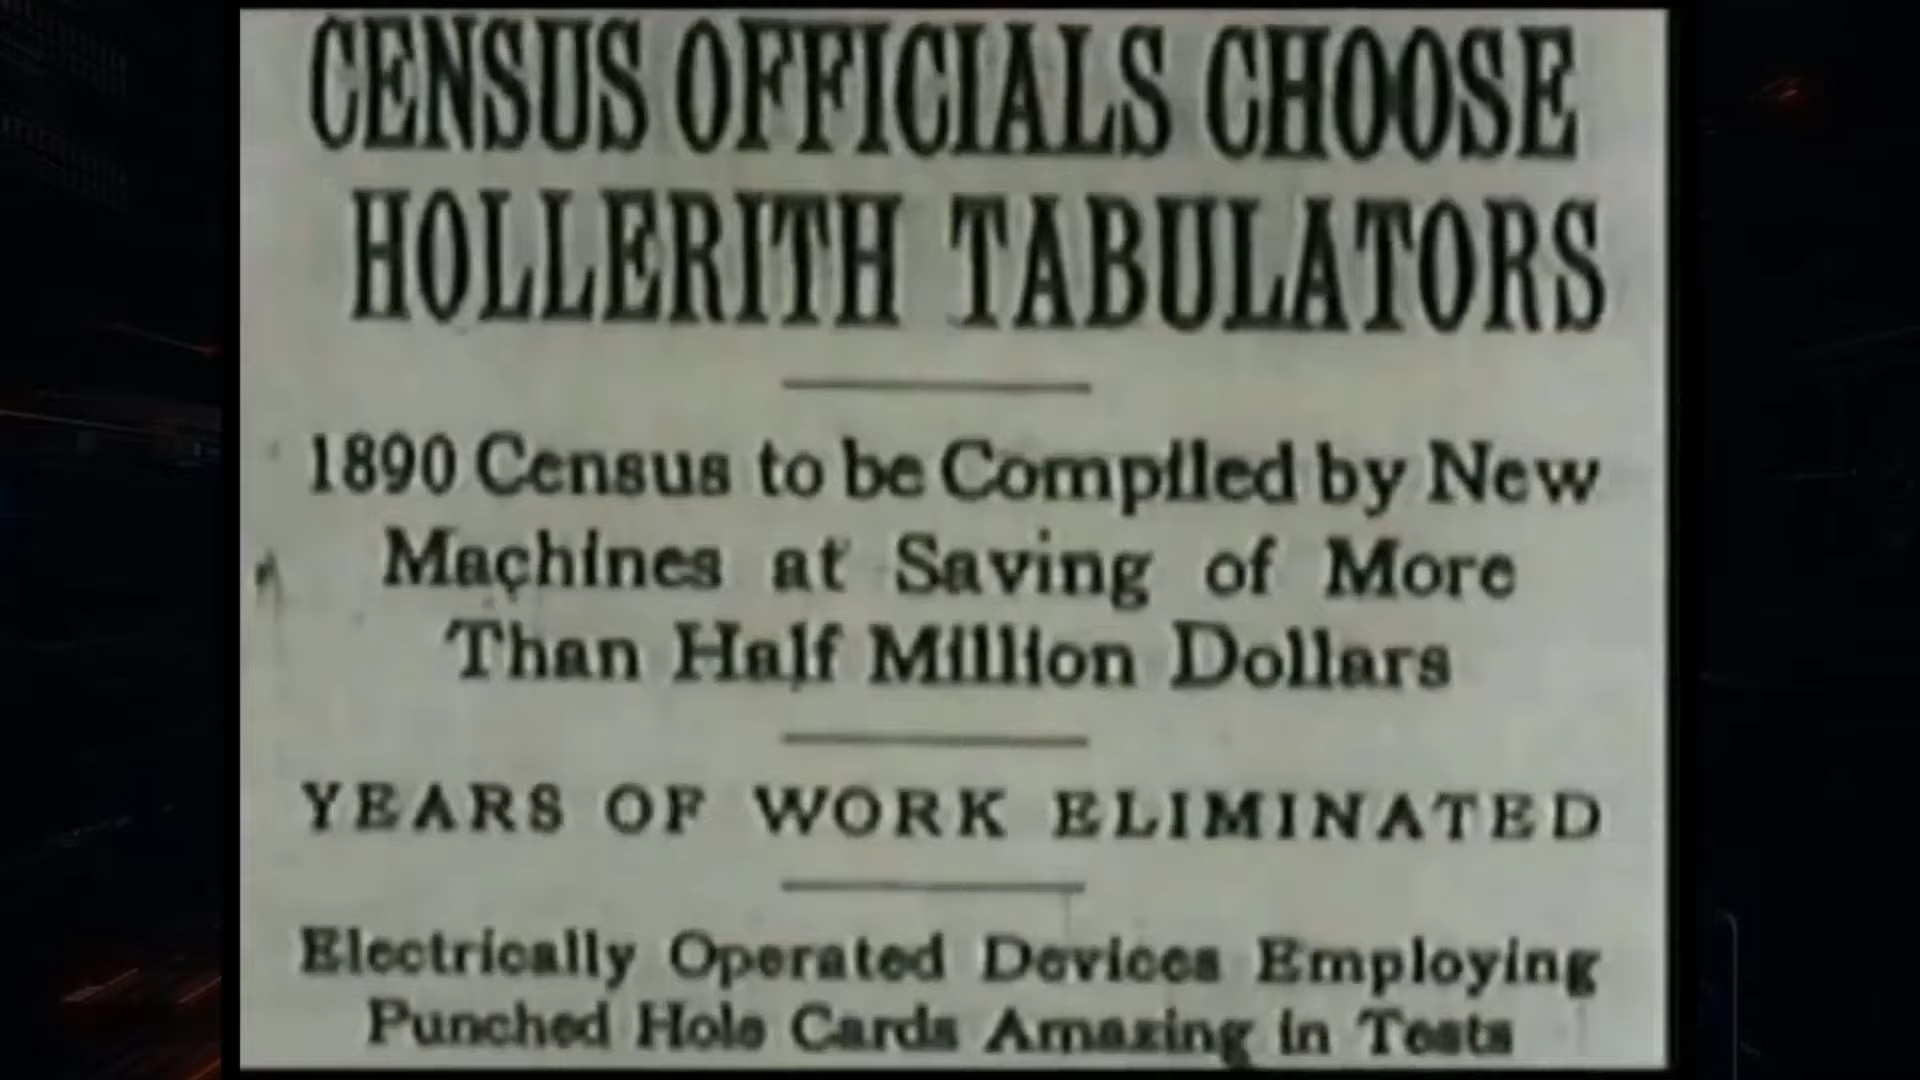 CENSUS OFFICIALS CHOOSE
HOLLERITH TABULATORS
1890 Census to be Compiled by New
Machines at Saving of More
Than Half Million Dollars
YEARS OF WORK ELIMINATED
Electrically Operated Devices Employing
Punched Hole Cards Amazing in Tests